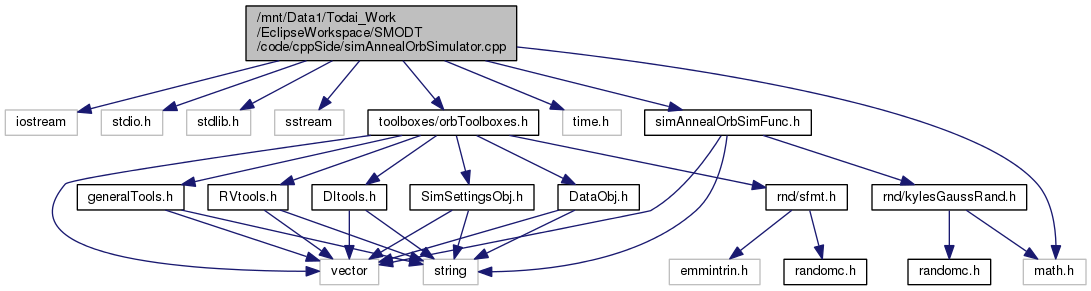 /mnt/Data1/Todai_Work
/EclipseWorkspace/SMODT
/code/cppSide/simAnnealOrbSimulator.cpp
iostream
stdio.h
stdlib.h
sstream
toolboxes/orbToolboxes.h
time.h
simAnnealOrbSimFunc.h
generalTools.h
RVtools.h
DItools.h
SimSettingsObj.h
DataObj.h
rnd/sfmt.h
rnd/kylesGaussRand.h
vector
string
emmintrin.h
randomc.h
randomc.h
math.h